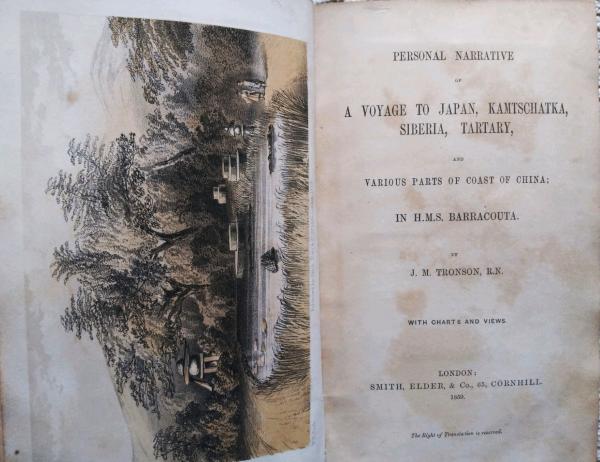 PERSONAL NARRATIVE
OF
A VOYAGE TO JAPAN, KAMTSCHATKA,
SIBERIA, TARTARY,
AND
VARIOUS PARTS OF COAST OF CHINA;
IN H.M.S. BARRACOUTA.
BY
J. M. TRONSON, R.N.
WITH CHARTS AND VIEWS.
LONDON:
SMITH, ELDER, & Co., 65, CORNHILL.
1859.
The Right of Translation is reserved.